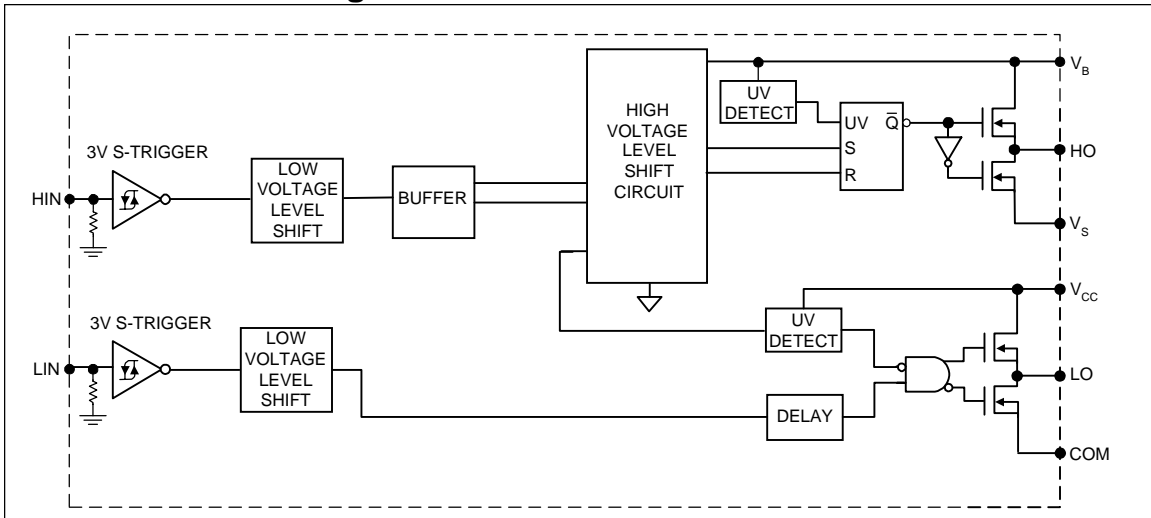 HIGH
VOLTAGE
LEVEL
SHIFT
CIRCUIT
UV
DETECT
UV
S
R
Q̅
V_B
HO
V_S
3V S-TRIGGER
HIN
LOW
VOLTAGE
LEVEL
SHIFT
BUFFER
V_CC
3V S-TRIGGER
LIN
LOW
VOLTAGE
LEVEL
SHIFT
UV
DETECT
DELAY
LO
COM